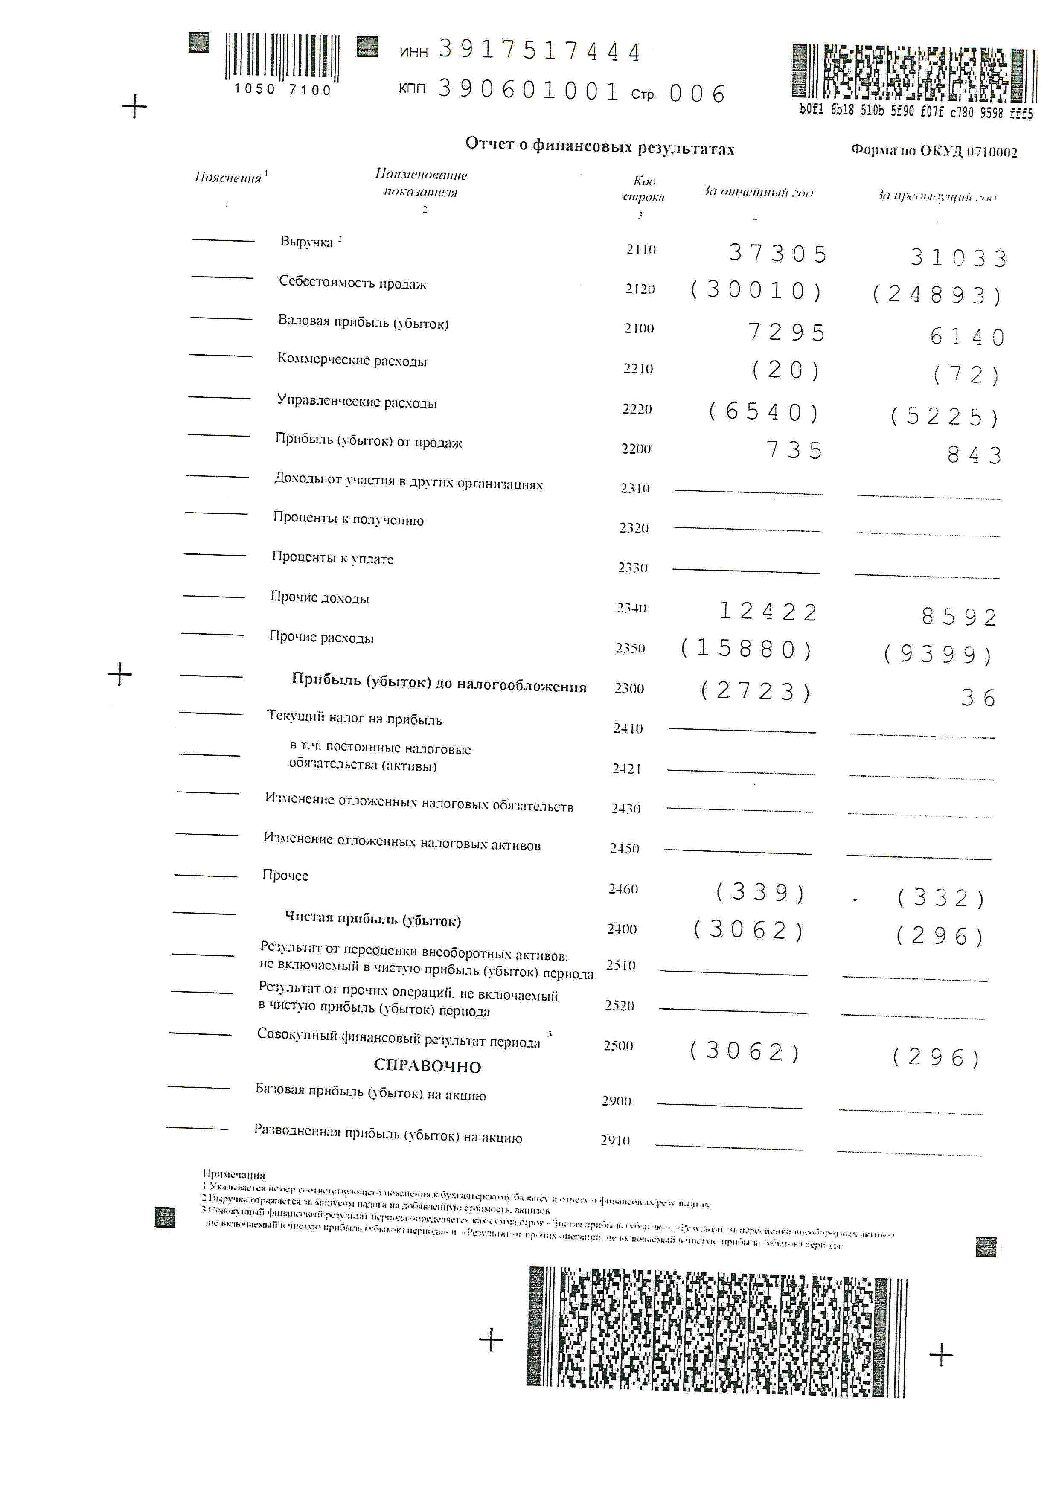 ИНН 3917517444
1050 7100
КПП 390601001 Стр. 006
b0f1 6b18 510b 5f90 f07f c780 9598 fff5
Отчет о финансовых результатах Форма по ОКУД 0710002
Пояснения 1 Наименование показателя Код строки За отчетный год За предыдущий год
1 2 3
Выручка 2 2110 37305 31033
Себестоимость продаж 2120 (30010) (24893)
Валовая прибыль (убыток) 2100 7295 6140
Коммерческие расходы 2210 (20) (72)
Управленческие расходы 2220 (6540) (5225)
Прибыль (убыток) от продаж 2200 735 843
Доходы от участия в других организациях 2310
Проценты к получению 2320
Проценты к уплате 2330
Прочие доходы 2340 12422 8592
Прочие расходы 2350 (15880) (9399)
Прибыль (убыток) до налогообложения 2300 (2723) 36
Текущий налог на прибыль 2410
в т.ч. постоянные налоговые
обязательства (активы) 2421
Изменение отложенных налоговых обязательств 2430
Изменение отложенных налоговых активов 2450
Прочее 2460 (339) (332)
Чистая прибыль (убыток) 2400 (3062) (296)
Результат от переоценки внеоборотных активов,
не включаемый в чистую прибыль (убыток) периода 2510
Результат от прочих операций, не включаемый
в чистую прибыль (убыток) периода 2520
Совокупный финансовый результат периода 3 2500 (3062) (296)
СПРАВОЧНО
Базовая прибыль (убыток) на акцию 2900
Разводненная прибыль (убыток) на акцию 2910
Примечания
1 Указывается номер соответствующего пояснения к бухгалтерскому балансу и отчету о финансовых результатах
2 Выручка отражается за минусом налога на добавленную стоимость, акцизов
3 Совокупный финансовый результат периода определяется как сумма строк «Чистая прибыль (убыток)», «Результат от переоценки внеоборотных активов,
не включаемый в чистую прибыль (убыток) периода» и «Результат от прочих операций, не включаемый в чистую прибыль (убыток) периода»